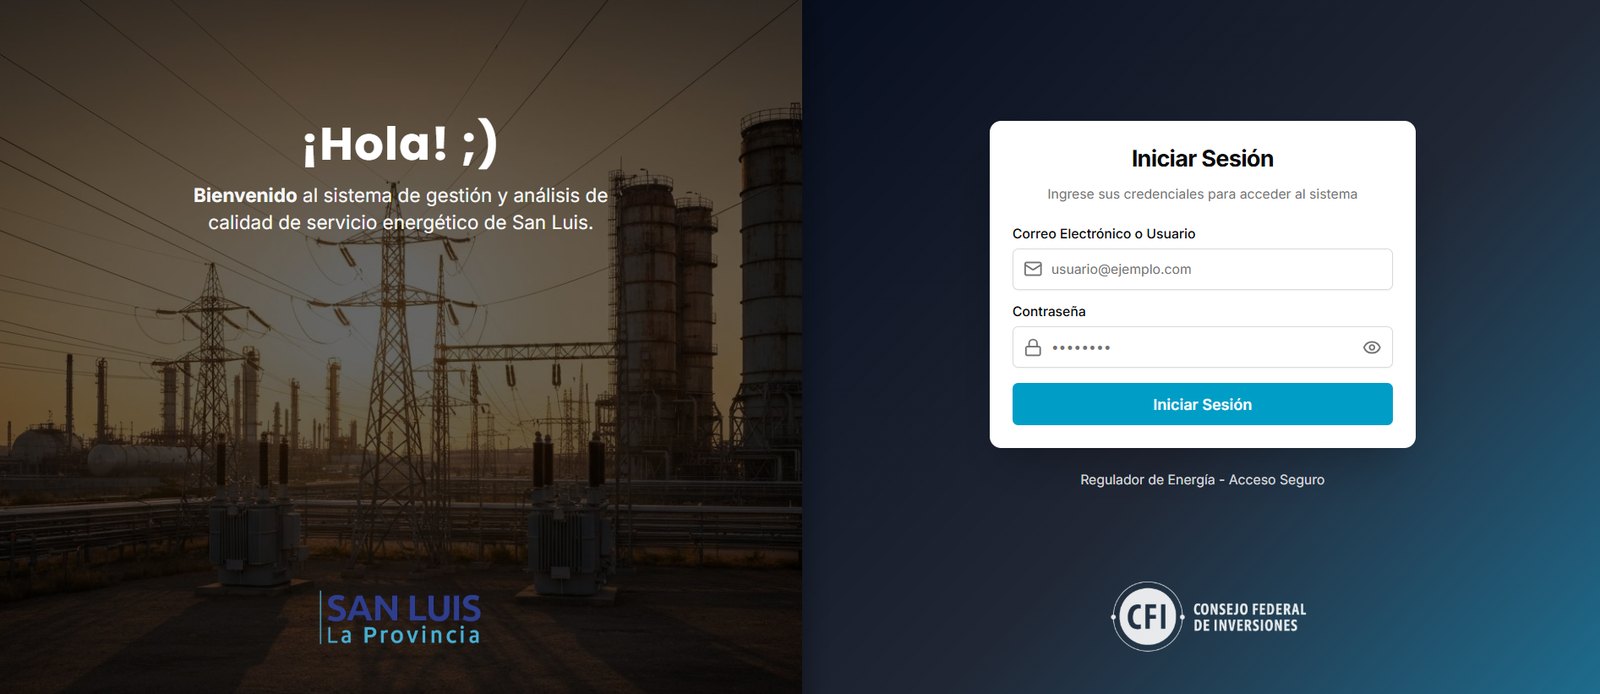 ¡Hola! ;)
Bienvenido al sistema de gestión y análisis de
calidad de servicio energético de San Luis.
SAN LUIS
La Provincia
Iniciar Sesión
Ingrese sus credenciales para acceder al sistema
Correo Electrónico o Usuario
usuario@ejemplo.com
Contraseña
••••••••
Iniciar Sesión
Regulador de Energía - Acceso Seguro
CFI
CONSEJO FEDERAL
DE INVERSIONES